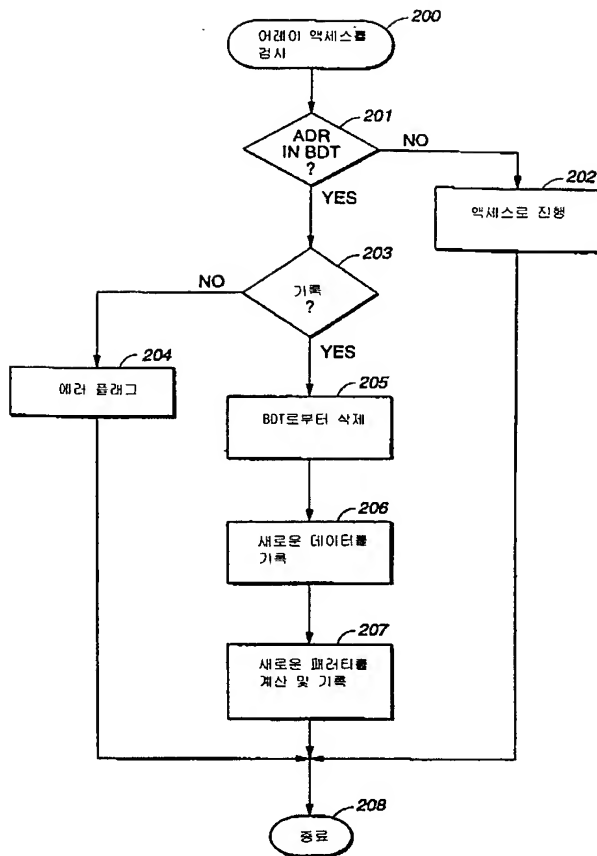 200
어레이 액세스를
검사
201
ADR
IN BDT
?
NO
YES
202
액세스로 진행
203
기록
?
NO
YES
204
에러 플래그
205
BDT로부터 삭제
206
새로운 데이터를
기록
207
새로운 패러티를
계산 및 기록
208
종료